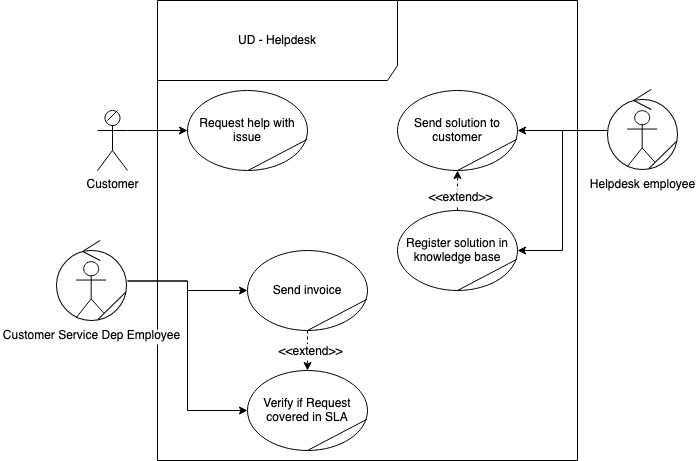 UD - Helpdesk
Request help with
issue
Send solution to
customer
Customer
Helpdesk employee
<<extend>>
Register solution in
knowledge base
Send invoice
Customer Service Dep Employee
<<extend>>
Verify if Request
covered in SLA